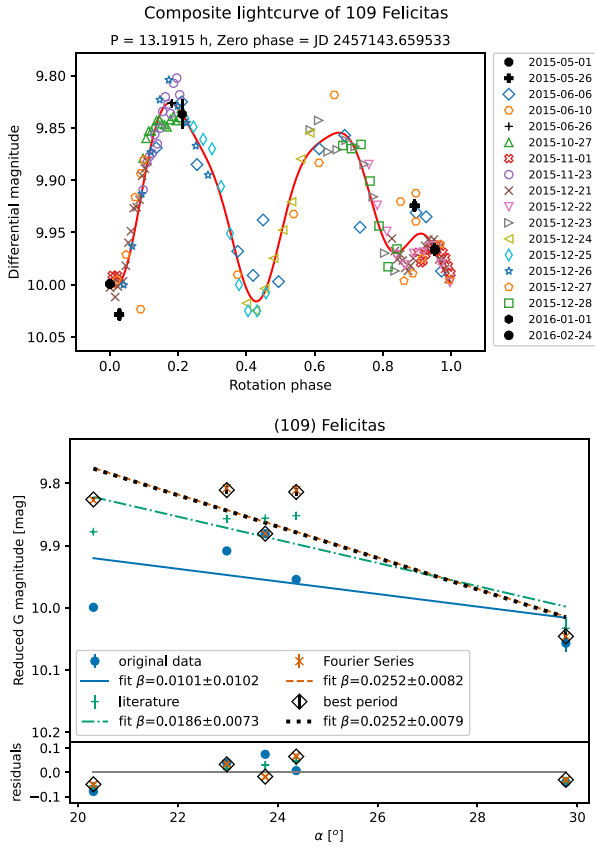 Composite lightcurve of 109 Felicitas
P = 13.1915 h, Zero phase = JD 2457143.659533
Differential magnitude
9.80
9.85
9.90
9.95
10.00
10.05
0.0
0.2
0.4
0.6
0.8
1.0
Rotation phase
2015-05-01
2015-05-26
2015-06-06
2015-06-10
2015-06-26
2015-10-27
2015-11-01
2015-11-23
2015-12-21
2015-12-22
2015-12-23
2015-12-24
2015-12-25
2015-12-26
2015-12-27
2015-12-28
2016-01-01
2016-02-24
(109) Felicitas
Reduced G magnitude [mag]
9.8
9.9
10.0
10.1
10.2
original data
fit β=0.0101±0.0102
literature
fit β=0.0186±0.0073
Fourier Series
fit β=0.0252±0.0082
best period
fit β=0.0252±0.0079
residuals
0.1
0.0
−0.1
20
22
24
26
28
30
α [°]